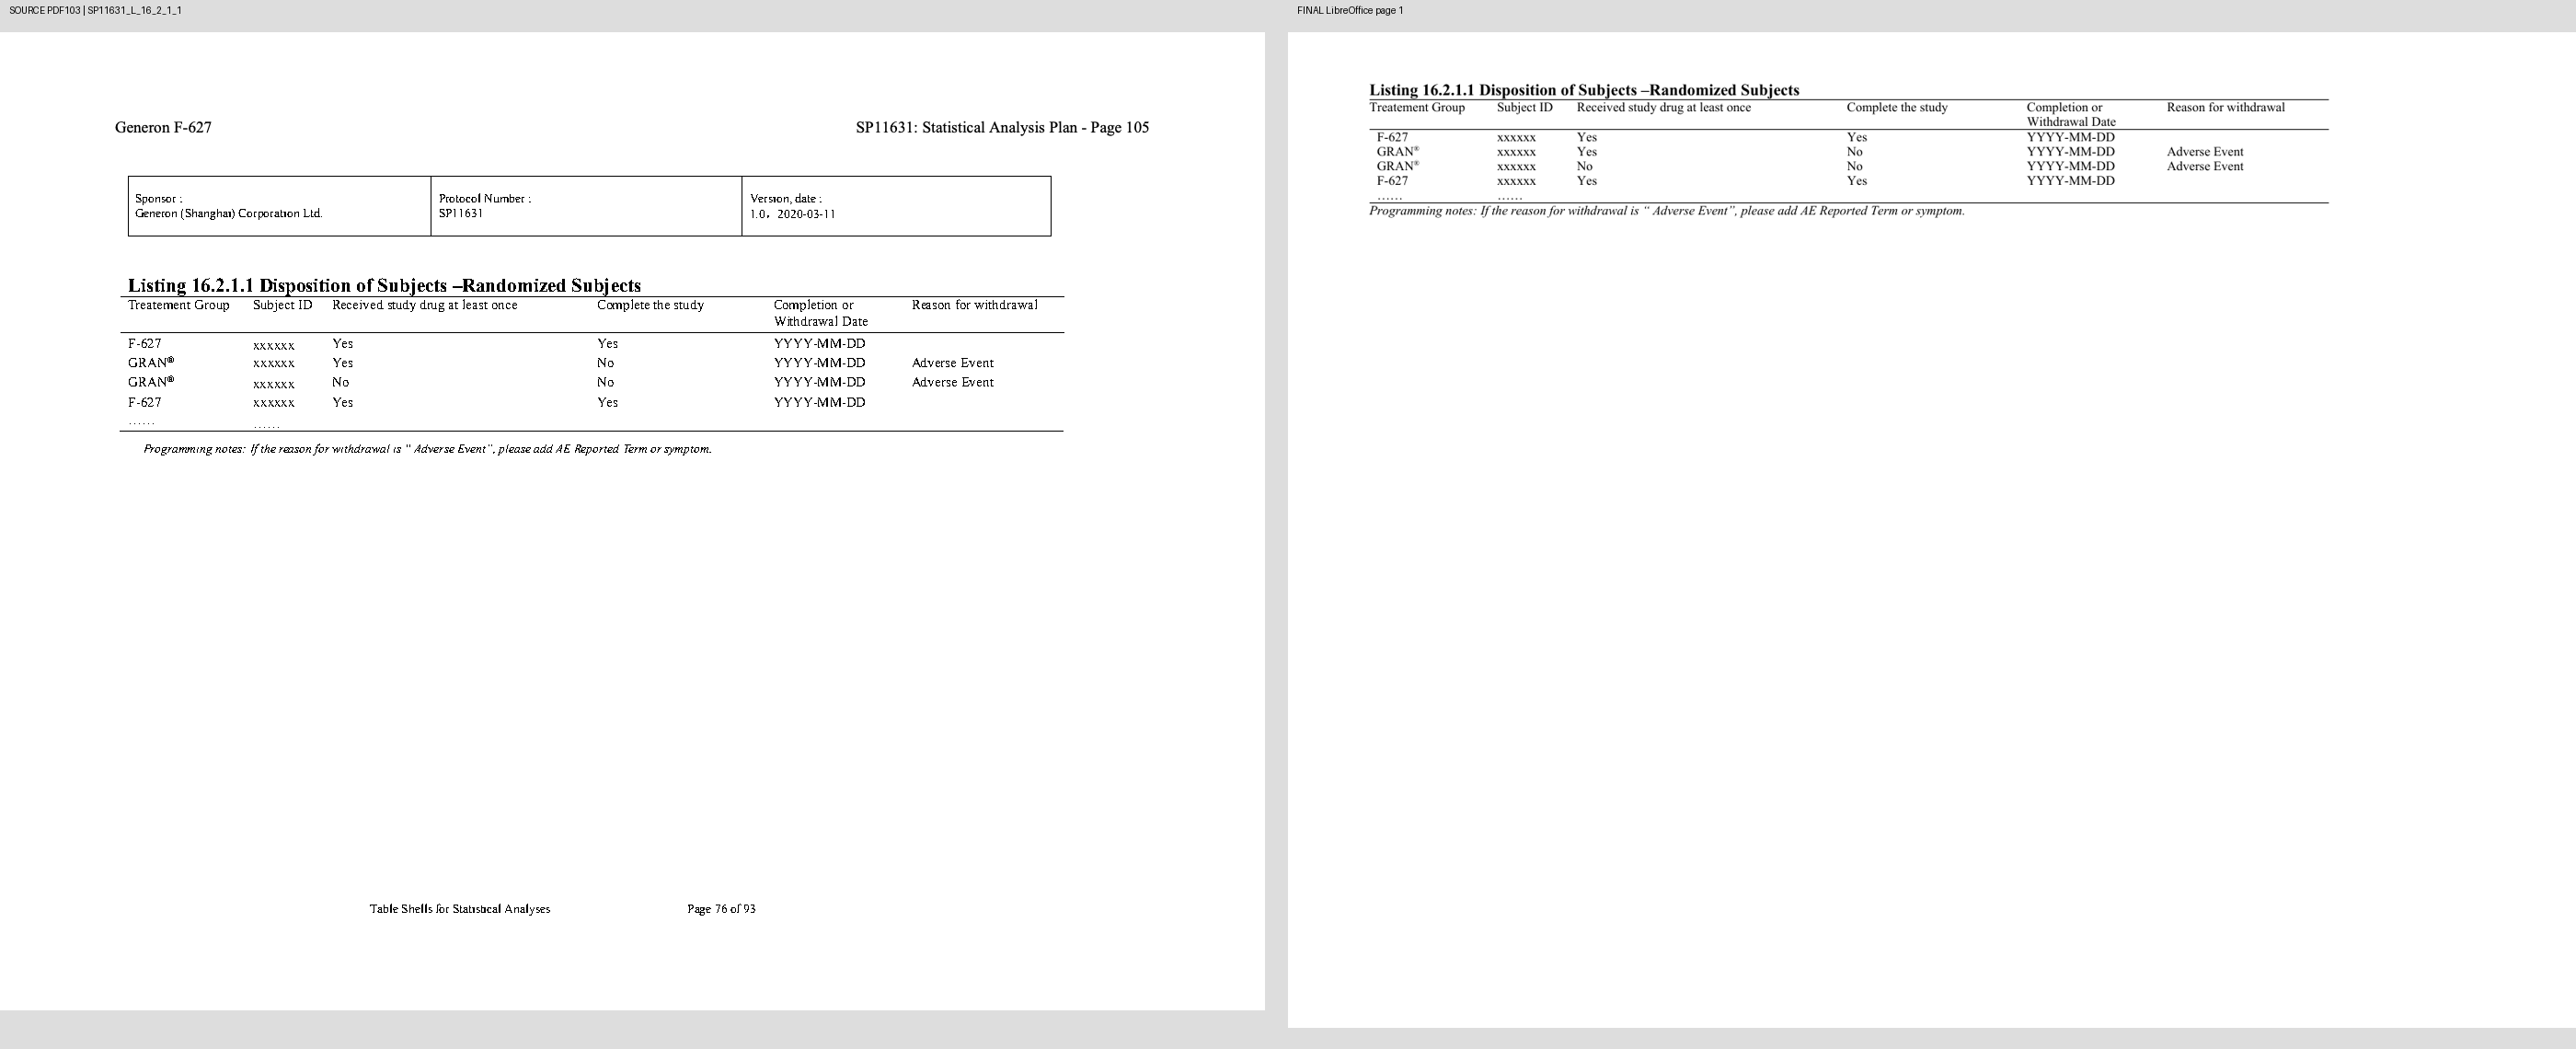 SOURCE PDF103 | SP11631_L_16_2_1_1
Generon F-627 SP11631: Statistical Analysis Plan - Page 105
Sponsor : Protocol Number : Version, date :
Generon (Shanghai) Corporation Ltd. SP11631 1.0，2020-03-11
Listing 16.2.1.1 Disposition of Subjects –Randomized Subjects
Treatement Group Subject ID Received study drug at least once Complete the study Completion or Reason for withdrawal
Withdrawal Date
F-627 xxxxxx Yes Yes YYYY-MM-DD
GRAN® xxxxxx Yes No YYYY-MM-DD Adverse Event
GRAN® xxxxxx No No YYYY-MM-DD Adverse Event
F-627 xxxxxx Yes Yes YYYY-MM-DD
…… ……
Programming notes: If the reason for withdrawal is “ Adverse Event”, please add AE Reported Term or symptom.
Table Shells for Statistical Analyses Page 76 of 93
FINAL LibreOffice page 1
Listing 16.2.1.1 Disposition of Subjects –Randomized Subjects
Treatement Group Subject ID Received study drug at least once Complete the study Completion or Reason for withdrawal
Withdrawal Date
F-627 xxxxxx Yes Yes YYYY-MM-DD
GRAN® xxxxxx Yes No YYYY-MM-DD Adverse Event
GRAN® xxxxxx No No YYYY-MM-DD Adverse Event
F-627 xxxxxx Yes Yes YYYY-MM-DD
…… ……
Programming notes: If the reason for withdrawal is “ Adverse Event”, please add AE Reported Term or symptom.